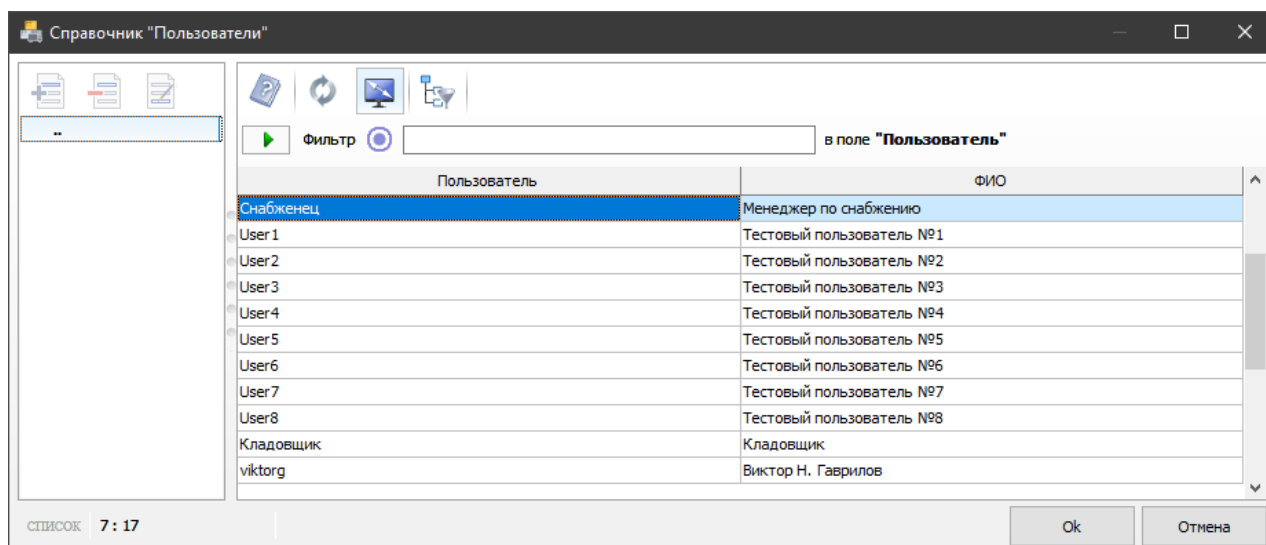 Справочник "Пользователи"
..
Фильтр в поле "Пользователь"
Пользователь ФИО
Снабженец Менеджер по снабжению
User1 Тестовый пользователь №1
User2 Тестовый пользователь №2
User3 Тестовый пользователь №3
User4 Тестовый пользователь №4
User5 Тестовый пользователь №5
User6 Тестовый пользователь №6
User7 Тестовый пользователь №7
User8 Тестовый пользователь №8
Кладовщик Кладовщик
viktorg Виктор Н. Гаврилов
список 7 : 17 Ok Отмена